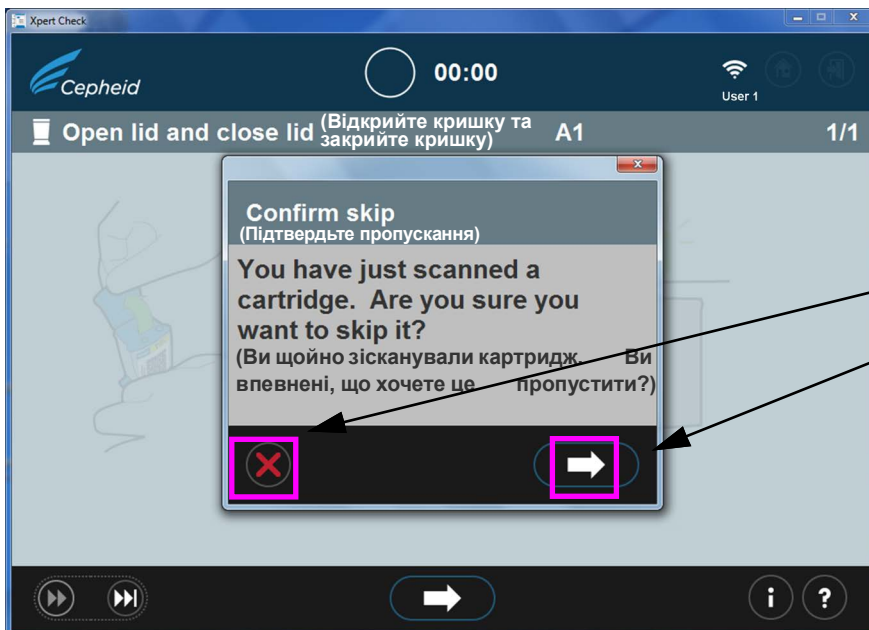 Xpert Check
Cepheid
00:00
User 1
Open lid and close lid (Відкрийте кришку та
закрийте кришку)
A1
1/1
Confirm skip
(Підтвердьте пропускання)
You have just scanned a
cartridge. Are you sure you
want to skip it?
(Ви щойно зісканували картридж. Ви
впевнені, що хочете це пропустити?)
i
?